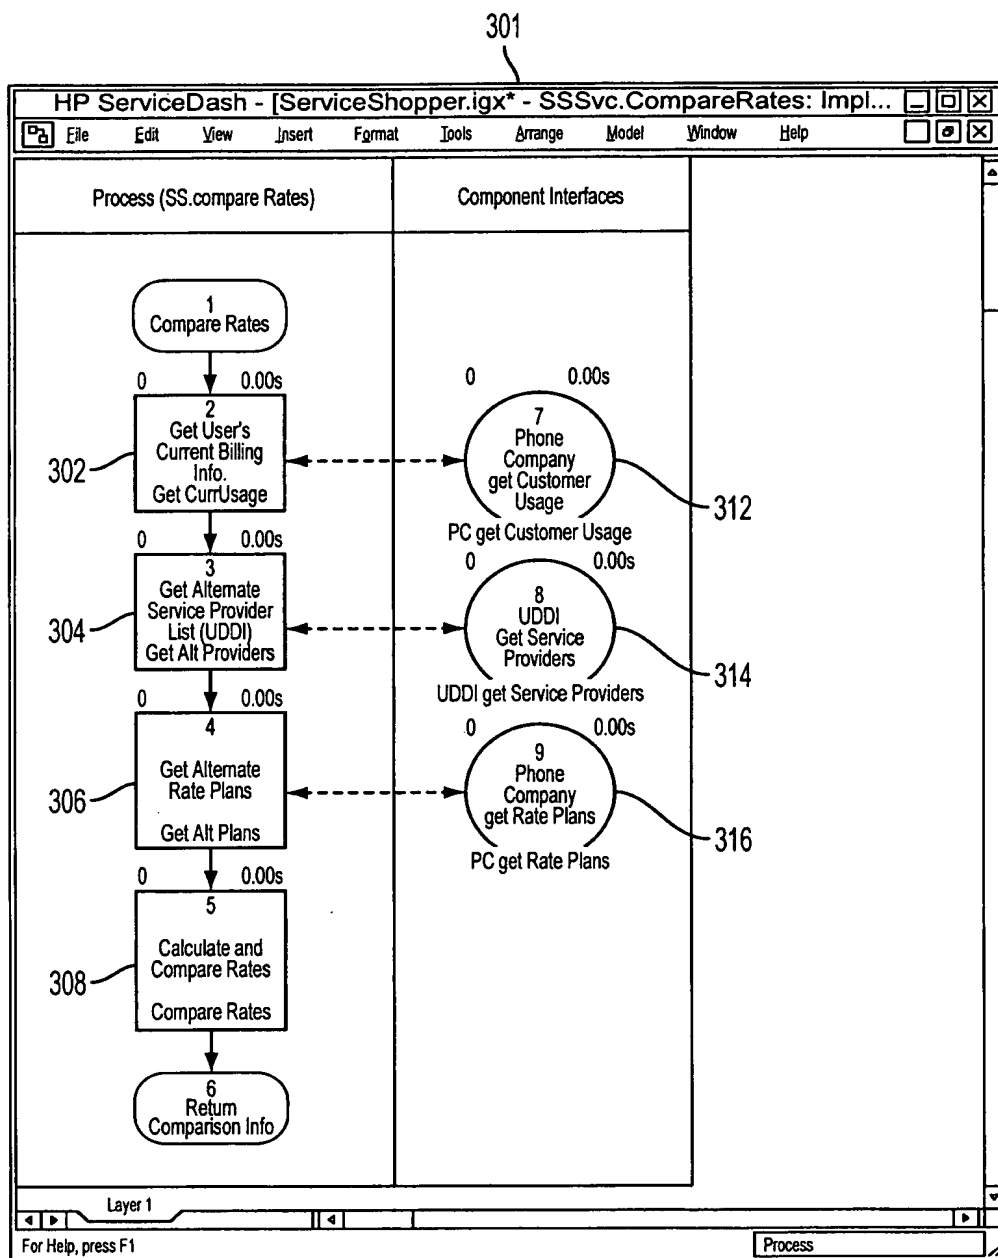 301
HP ServiceDash - [ServiceShopper.igx* - SSSvc.CompareRates: Impl...
File Edit View Insert Format Tools Arrange Model Window Help
Process (SS.compare Rates)
Component Interfaces
1
Compare Rates
0 0.00s
2
Get User's
Current Billing
Info.
Get CurrUsage
302
0 0.00s
7
Phone
Company
get Customer
Usage
PC get Customer Usage
312
0 0.00s
3
Get Alternate
Service Provider
List (UDDI)
Get Alt Providers
304
0 0.00s
8
UDDI
Get Service
Providers
UDDI get Service Providers
314
0 0.00s
4
Get Alternate
Rate Plans
Get Alt Plans
306
0 0.00s
9
Phone
Company
get Rate Plans
PC get Rate Plans
316
0 0.00s
5
Calculate and
Compare Rates
Compare Rates
308
6
Return
Comparison Info
Layer 1
For Help, press F1
Process